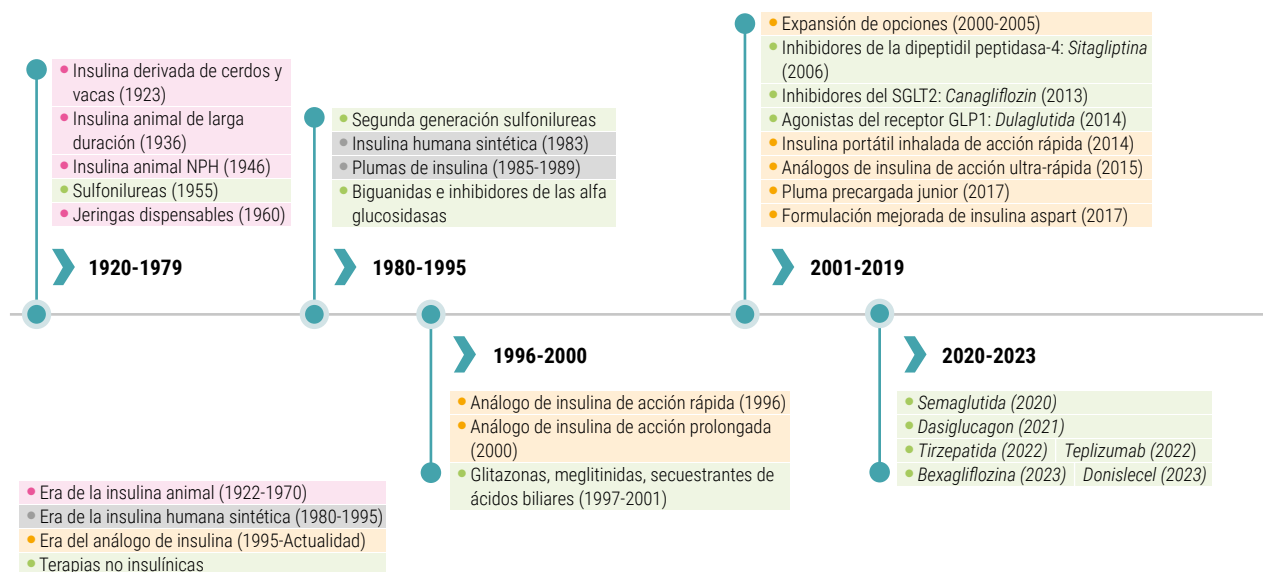 Insulina derivada de cerdos y
vacas (1923)
Insulina animal de larga
duración (1936)
Insulina animal NPH (1946)
Sulfonilureas (1955)
Jeringas dispensables (1960)
1920-1979
Segunda generación sulfonilureas
Insulina humana sintética (1983)
Plumas de insulina (1985-1989)
Biguanidas e inhibidores de las alfa
glucosidasas
1980-1995
1996-2000
Análogo de insulina de acción rápida (1996)
Análogo de insulina de acción prolongada
(2000)
Glitazonas, meglitinidas, secuestrantes de
ácidos biliares (1997-2001)
Expansión de opciones (2000-2005)
Inhibidores de la dipeptidil peptidasa-4: Sitagliptina
(2006)
Inhibidores del SGLT2: Canagliflozin (2013)
Agonistas del receptor GLP1: Dulaglutida (2014)
Insulina portátil inhalada de acción rápida (2014)
Análogos de insulina de acción ultra-rápida (2015)
Pluma precargada junior (2017)
Formulación mejorada de insulina aspart (2017)
2001-2019
2020-2023
Semaglutida (2020)
Dasiglucagon (2021)
Tirzepatida (2022) Teplizumab (2022)
Bexagliflozina (2023) Donislecel (2023)
Era de la insulina animal (1922-1970)
Era de la insulina humana sintética (1980-1995)
Era del análogo de insulina (1995-Actualidad)
Terapias no insulínicas